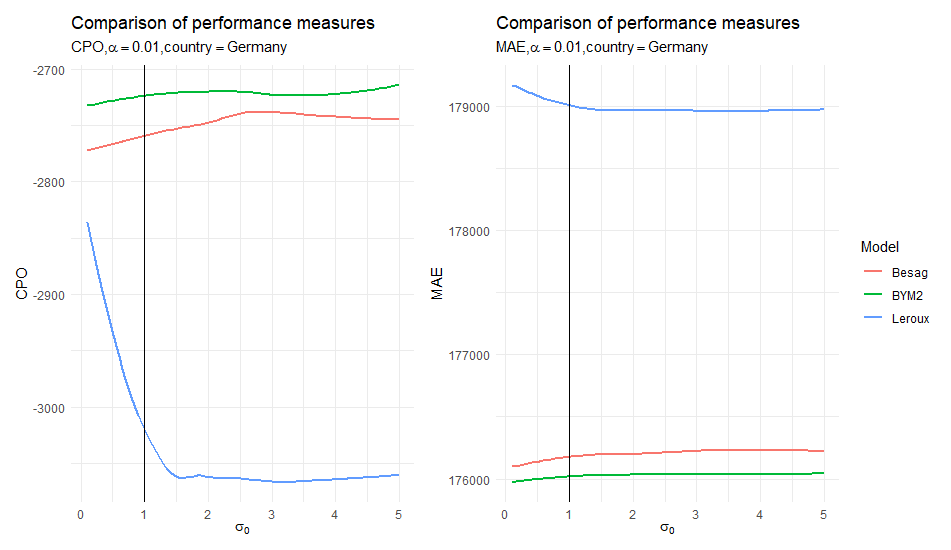 Comparison of performance measures
CPO,α = 0.01,country = Germany
CPO
-2700
-2800
-2900
-3000
0 1 2 3 4 5
σ₀
Comparison of performance measures
MAE,α = 0.01,country = Germany
MAE
179000
178000
177000
176000
0 1 2 3 4 5
σ₀
Model
Besag
BYM2
Leroux